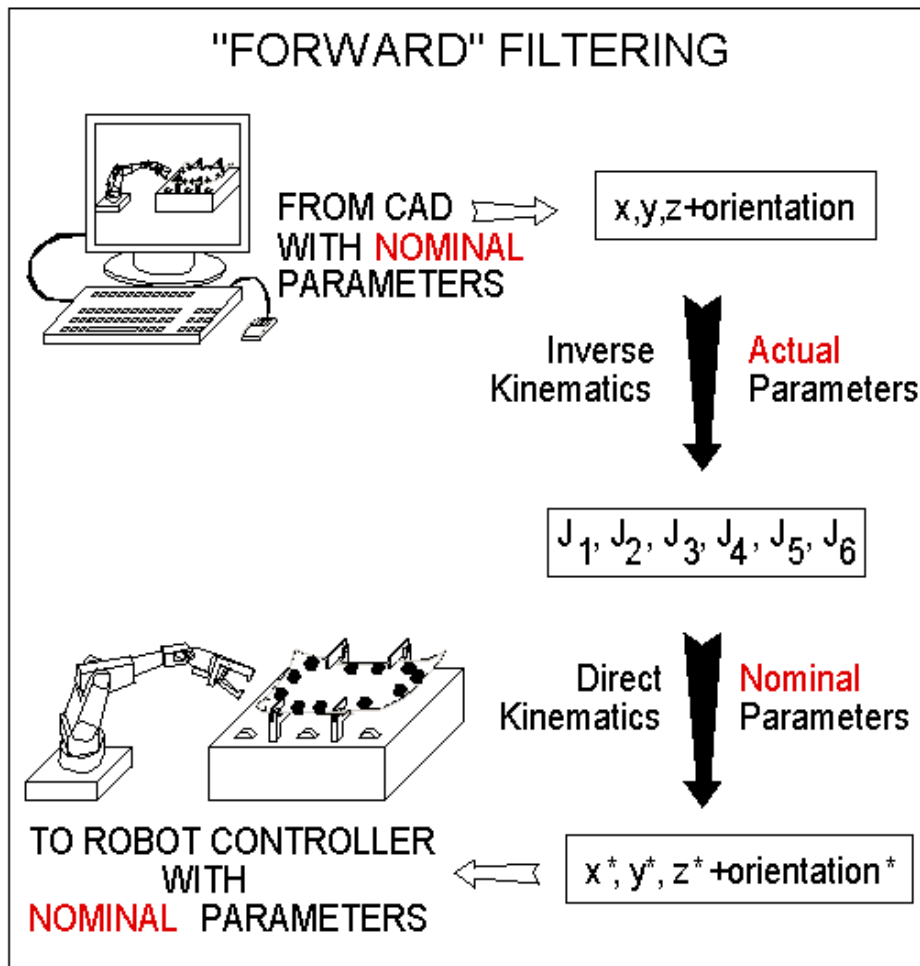 "FORWARD" FILTERING
FROM CAD
WITH NOMINAL
PARAMETERS
x,y,z+orientation
Inverse
Kinematics
Actual
Parameters
J1, J2, J3, J4, J5, J6
Direct
Kinematics
Nominal
Parameters
x*, y*, z*+orientation*
TO ROBOT CONTROLLER
WITH
NOMINAL PARAMETERS